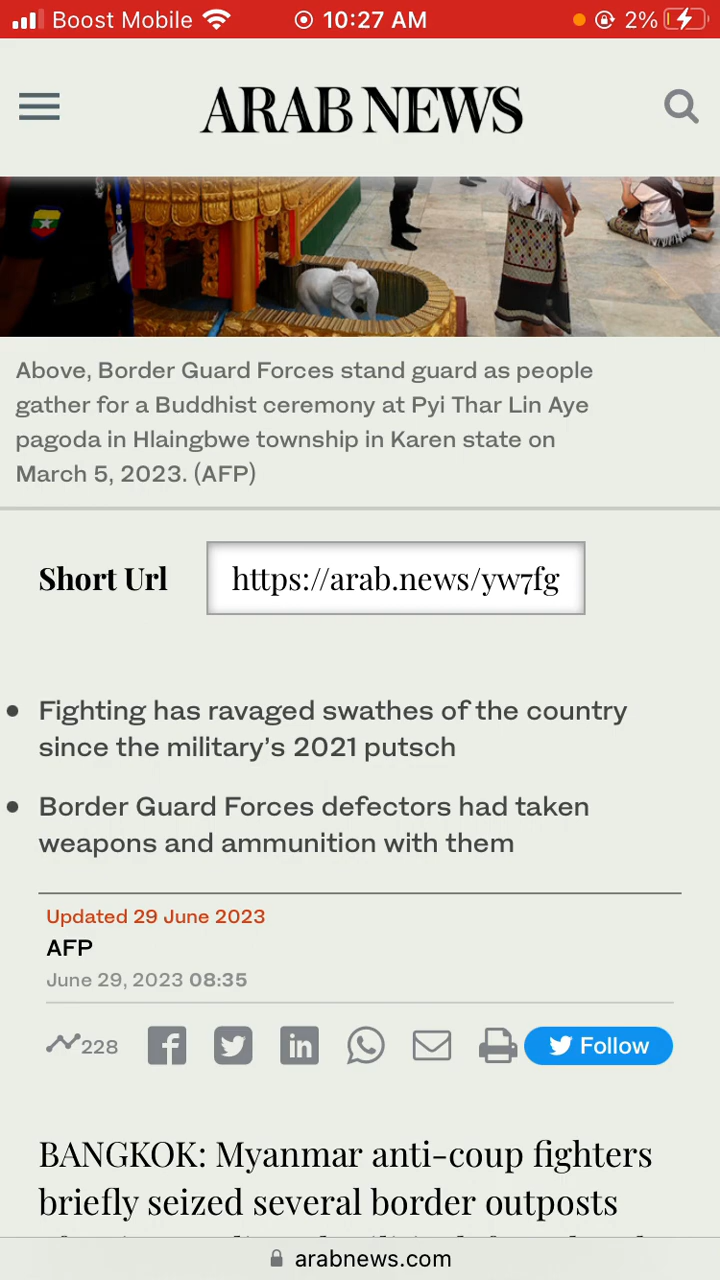 Boost Mobile 10:27 AM 2%
ARAB NEWS
Above, Border Guard Forces stand guard as people
gather for a Buddhist ceremony at Pyi Thar Lin Aye
pagoda in Hlaingbwe township in Karen state on
March 5, 2023. (AFP)
Short Url https://arab.news/yw7fg
• Fighting has ravaged swathes of the country
since the military’s 2021 putsch
• Border Guard Forces defectors had taken
weapons and ammunition with them
Updated 29 June 2023
AFP
June 29, 2023 08:35
228 Follow
BANGKOK: Myanmar anti-coup fighters
briefly seized several border outposts
arabnews.com